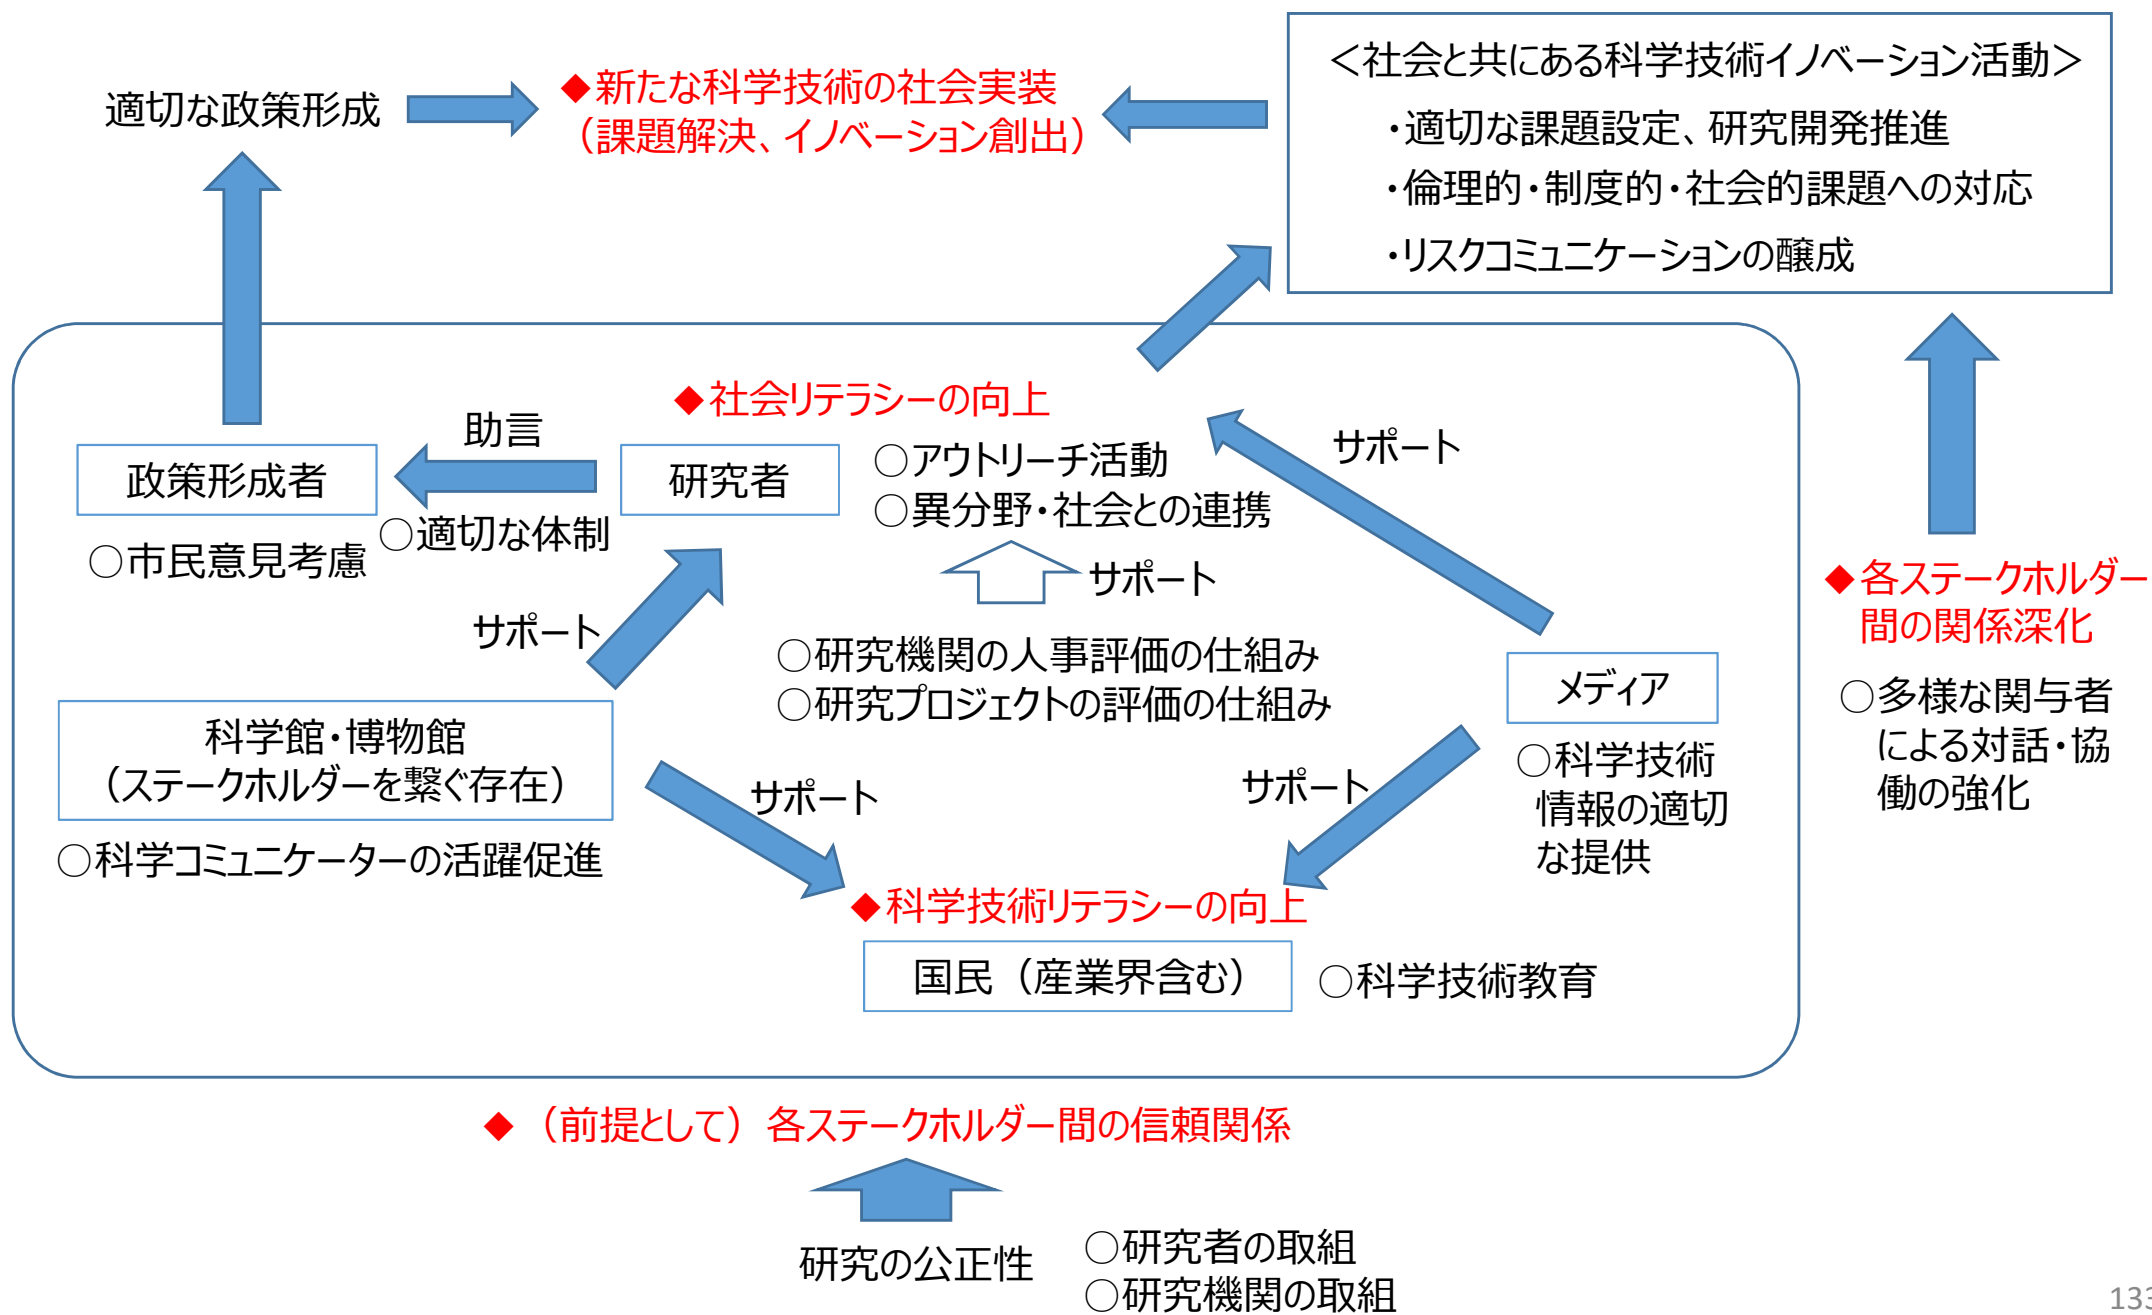 適切な政策形成
◆新たな科学技術の社会実装
（課題解決、イノベーション創出）
＜社会と共にある科学技術イノベーション活動＞
・適切な課題設定、研究開発推進
・倫理的・制度的・社会的課題への対応
・リスクコミュニケーションの醸成
◆社会リテラシーの向上
助言
政策形成者
研究者
○アウトリーチ活動
○異分野・社会との連携
サポート
○適切な体制
○市民意見考慮
サポート
サポート
○研究機関の人事評価の仕組み
○研究プロジェクトの評価の仕組み
メディア
○科学技術
情報の適切
な提供
◆各ステークホルダー
間の関係深化
○多様な関与者
による対話・協
働の強化
科学館・博物館
（ステークホルダーを繋ぐ存在）
○科学コミュニケーターの活躍促進
サポート
サポート
◆科学技術リテラシーの向上
国民（産業界含む）
○科学技術教育
◆（前提として）各ステークホルダー間の信頼関係
研究の公正性
○研究者の取組
○研究機関の取組
133